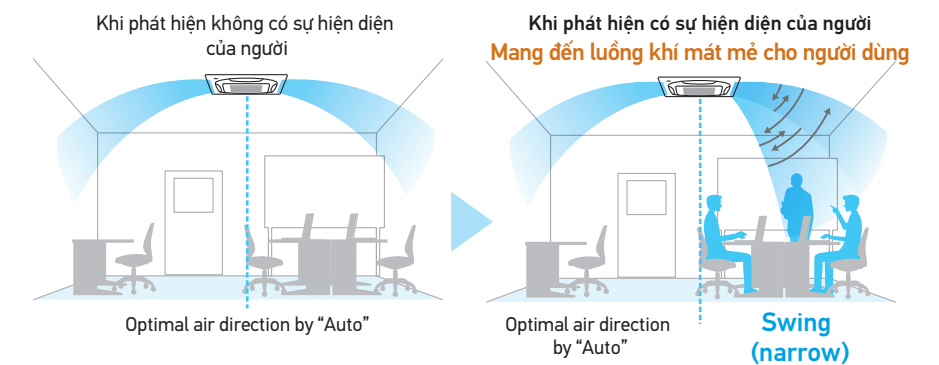 Khi phát hiện không có sự hiện diện
của người
Optimal air direction by “Auto”
Khi phát hiện có sự hiện diện của người
Mang đến luồng khí mát mẻ cho người dùng
Optimal air direction
by “Auto”
Swing
(narrow)